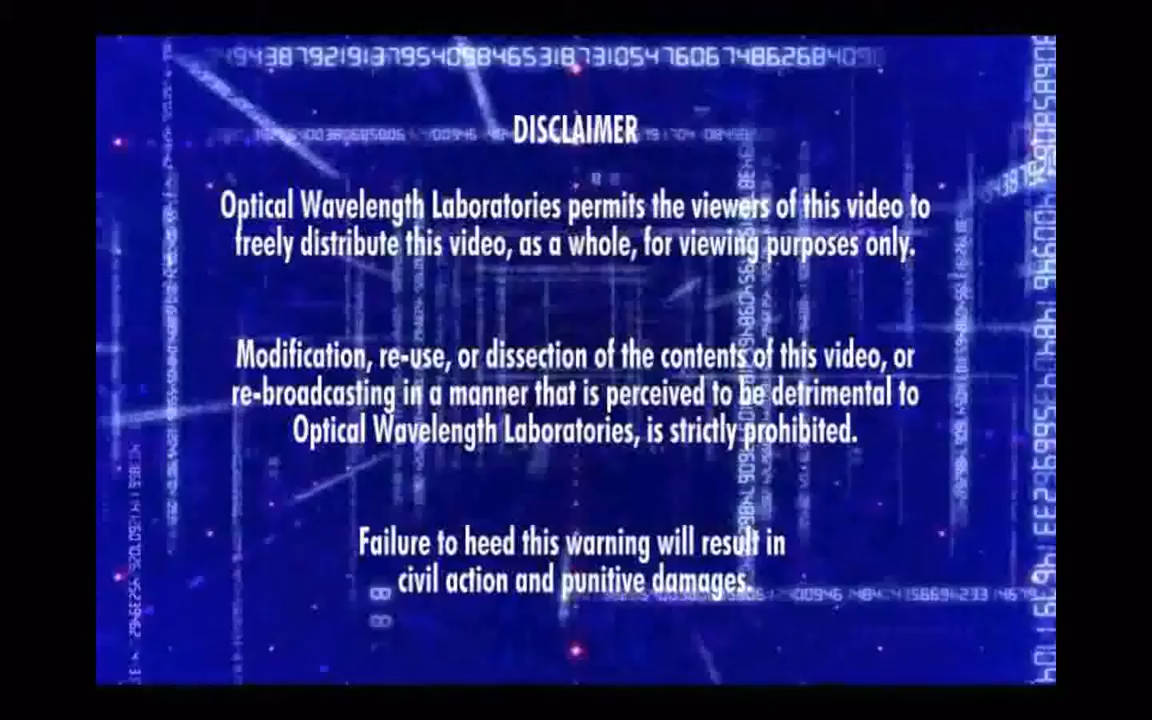 DISCLAIMER
Optical Wavelength Laboratories permits the viewers of this video to
freely distribute this video, as a whole, for viewing purposes only.
Modification, re-use, or dissection of the contents of this video, or
re-broadcasting in a manner that is perceived to be detrimental to
Optical Wavelength Laboratories, is strictly prohibited.
Failure to heed this warning will result in
civil action and punitive damages.